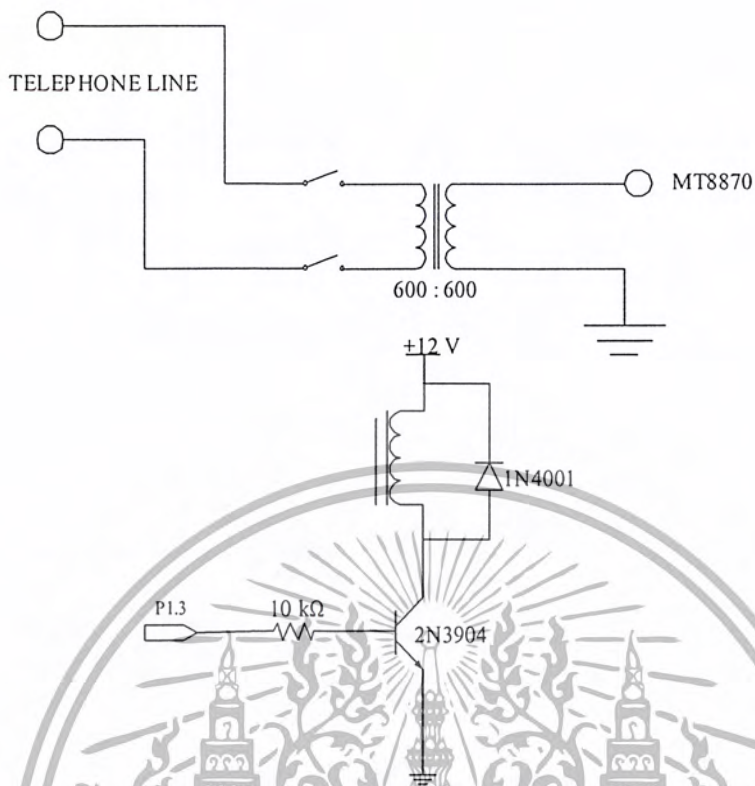 TELEPHONE LINE
MT8870
600 : 600
+12 V
1N4001
P1.3
10 kΩ
2N3904